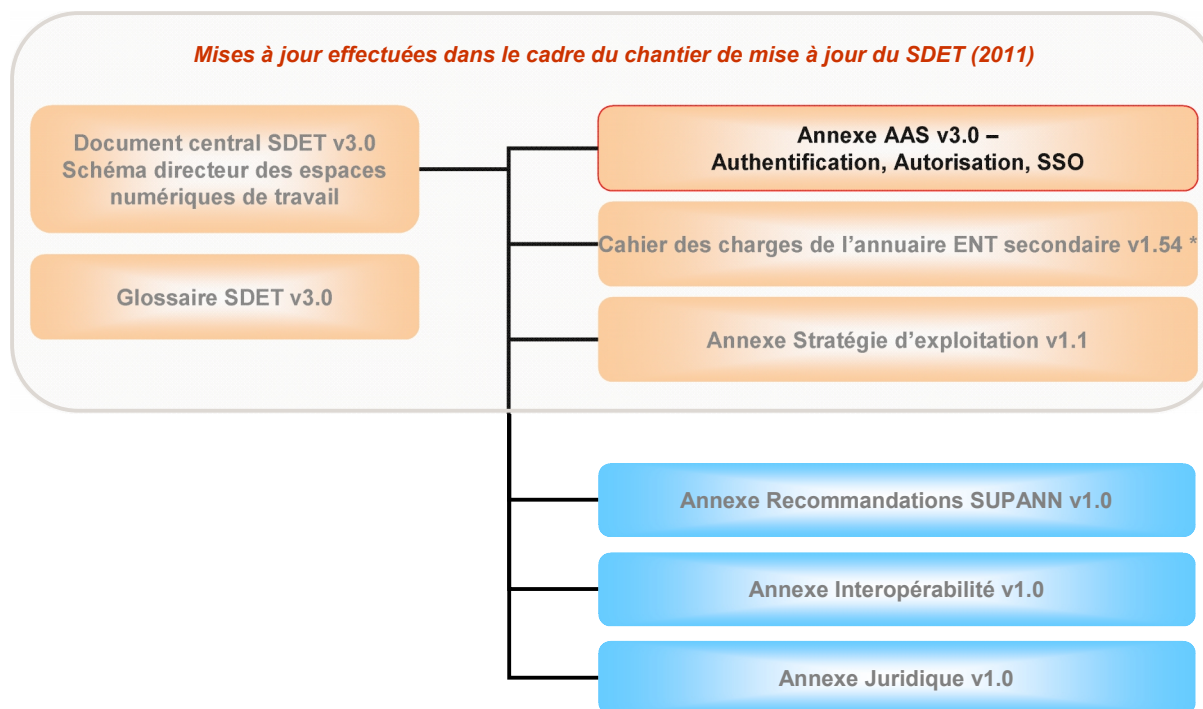 Mises à jour effectuées dans le cadre du chantier de mise à jour du SDET (2011)
Document central SDET v3.0
Schéma directeur des espaces
numériques de travail
Glossaire SDET v3.0
Annexe AAS v3.0 –
Authentification, Autorisation, SSO
Cahier des charges de l’annuaire ENT secondaire v1.54 *
Annexe Stratégie d’exploitation v1.1
Annexe Recommandations SUPANN v1.0
Annexe Interopérabilité v1.0
Annexe Juridique v1.0